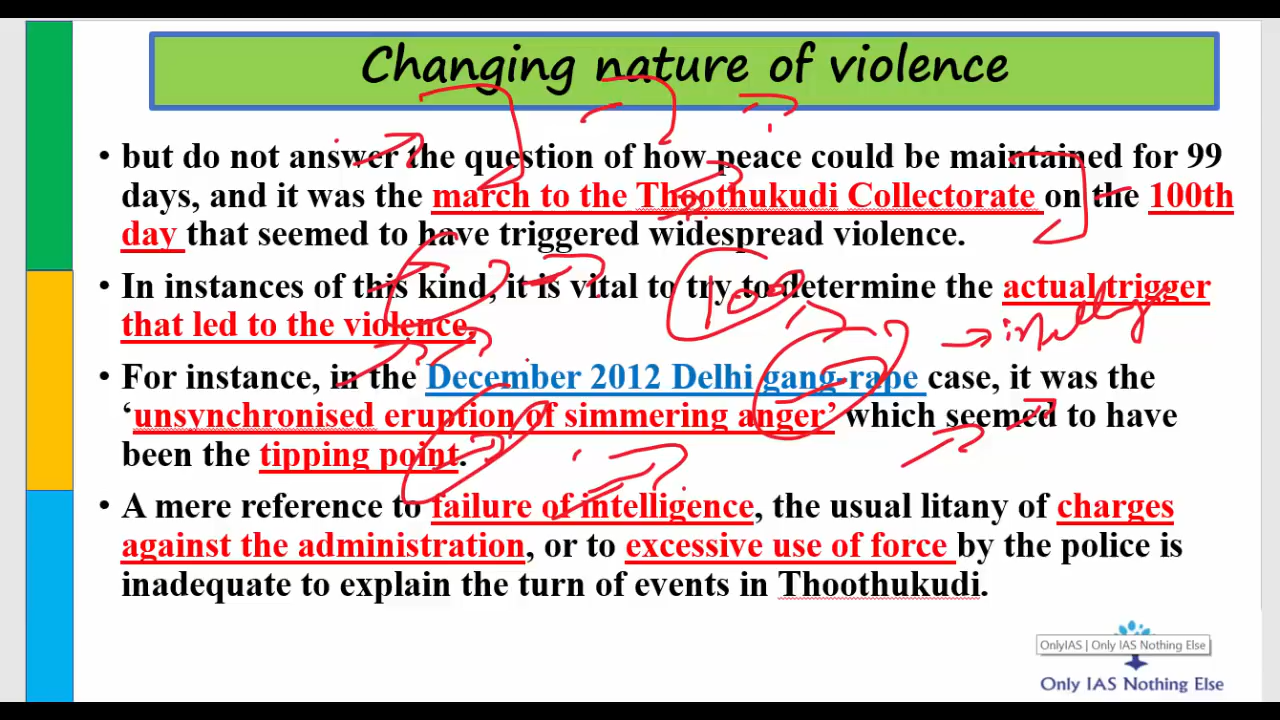 Changing nature of violence
• but do not answer the question of how peace could be maintained for 99
days, and it was the march to the Thoothukudi Collectorate on the 100th
day that seemed to have triggered widespread violence.
• In instances of this kind, it is vital to try to determine the actual trigger
that led to the violence.
100
• For instance, in the December 2012 Delhi gang-rape case, it was the
‘unsynchronised eruption of simmering anger’ which seemed to have
been the tipping point.
• A mere reference to failure of intelligence, the usual litany of charges
against the administration, or to excessive use of force by the police is
inadequate to explain the turn of events in Thoothukudi.
OnlyIAS | Only IAS Nothing Else
Only IAS Nothing Else